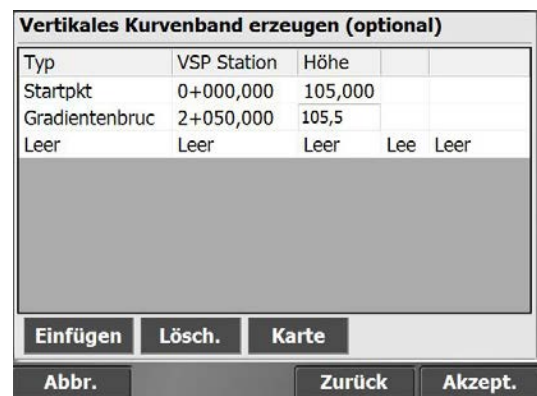 Vertikales Kurvenband erzeugen (optional)
Typ VSP Station Höhe
Startpkt 0+000,000 105,000
Gradientenbruc 2+050,000 105,5
Leer Leer Leer Lee Leer
Einfügen Lösch. Karte
Abbr. Zurück Akzept.